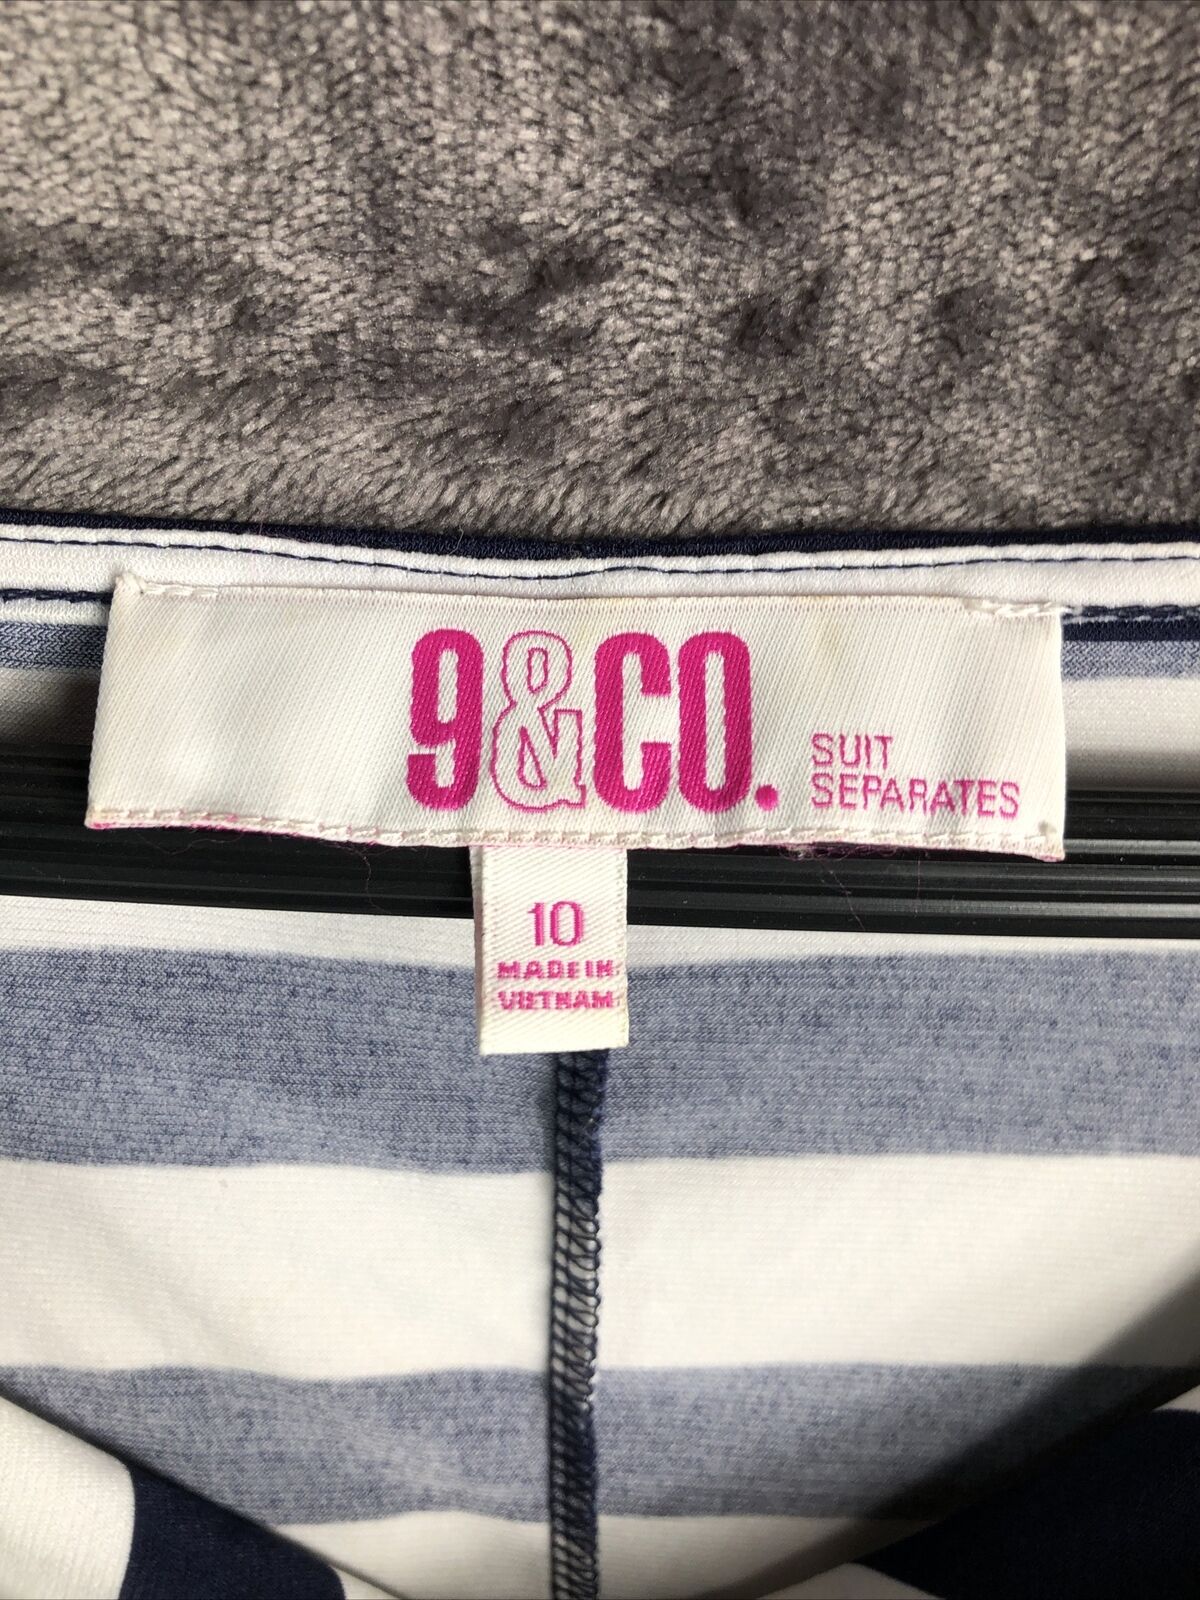 9&CO.
SUIT
SEPARATES
10
MADE IN
VIETNAM